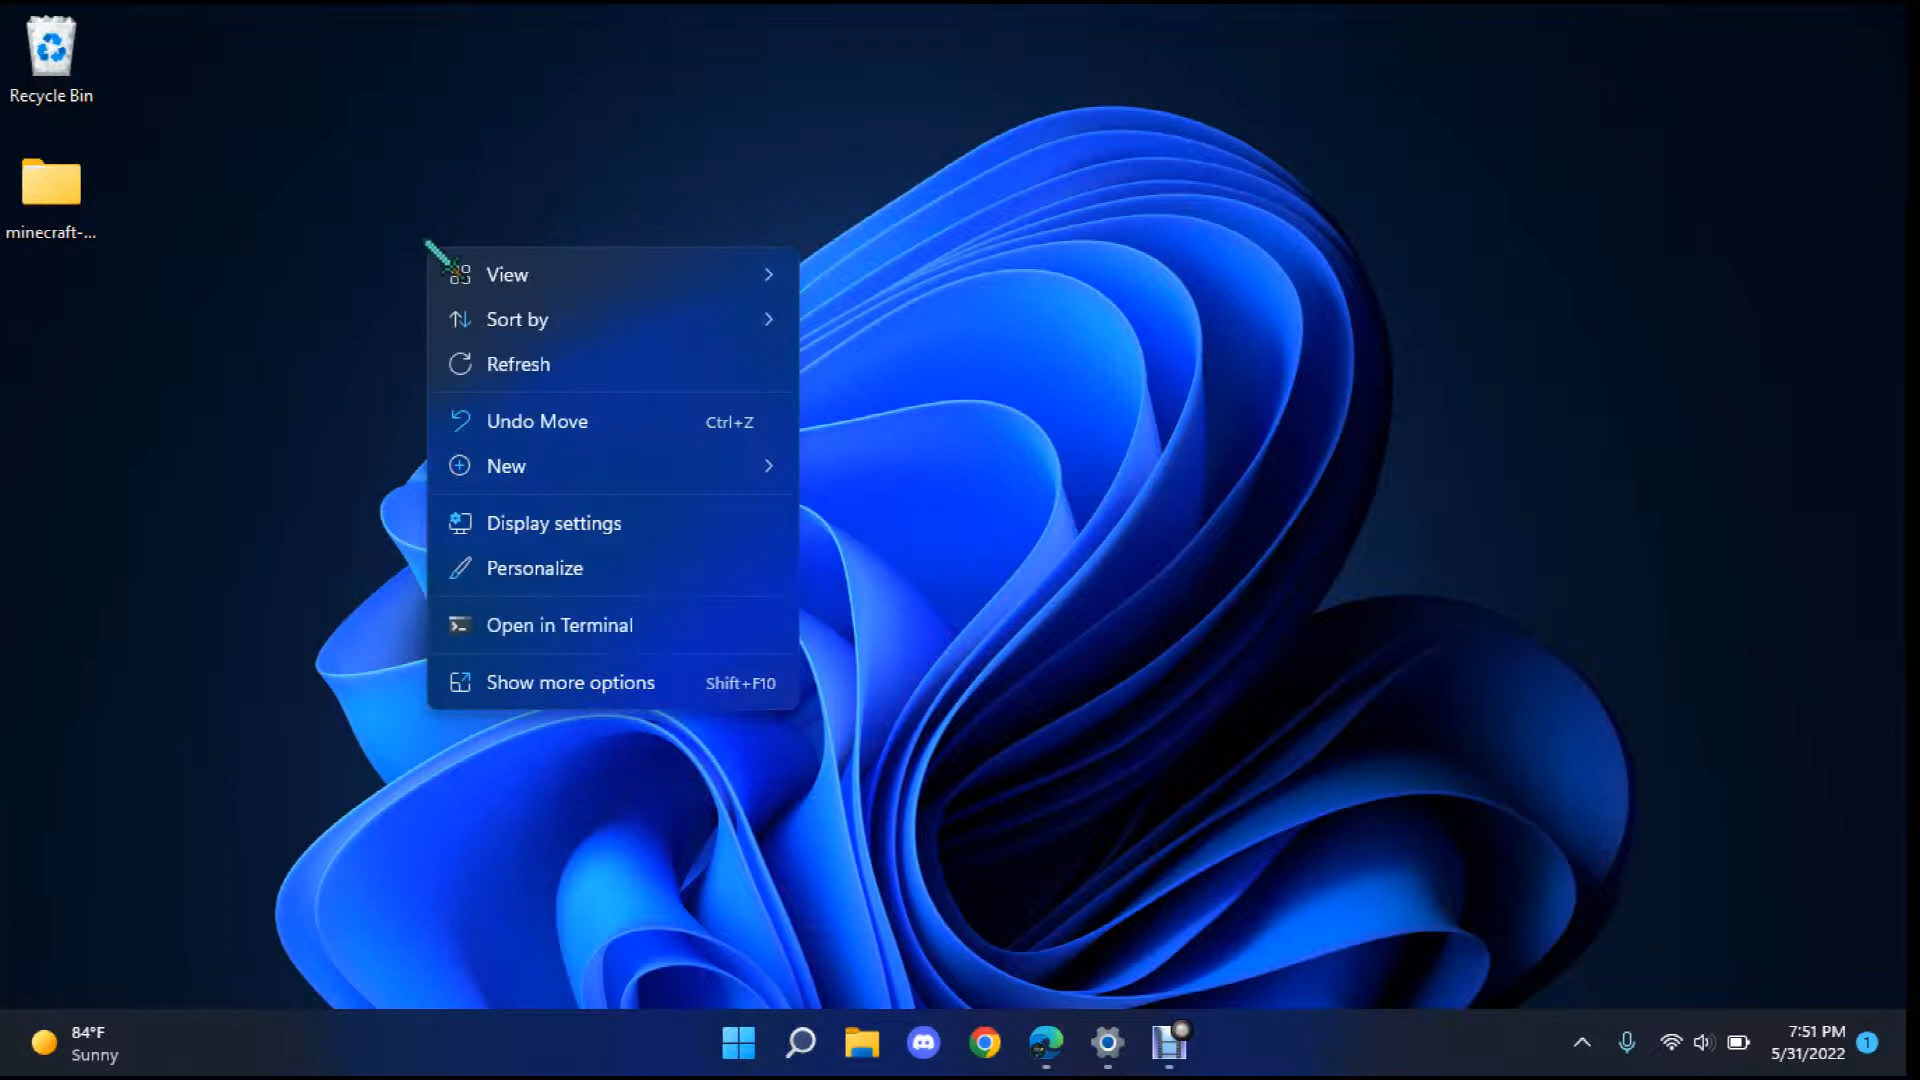 Recycle Bin
minecraft-...
View
Sort by
Refresh
Undo Move Ctrl+Z
New
Display settings
Personalize
Open in Terminal
Show more options Shift+F10
84°F
Sunny
7:51 PM
5/31/2022
1